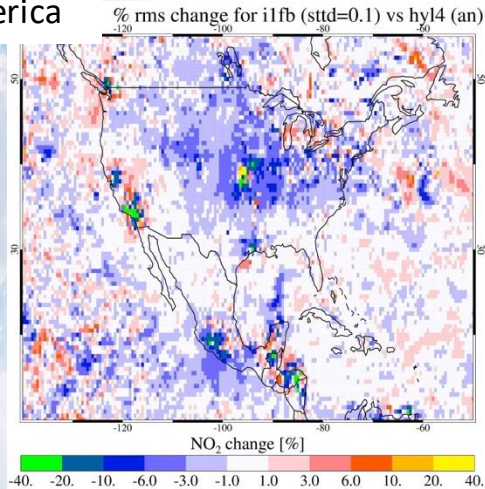 erica
% rms change for i1fb (sttd=0.1) vs hyl4 (an)
-120 -100 -80 -60
50 50
30 30
-120 -100 -80 -60
NO₂ change [%]
-40. -20. -10. -6.0 -3.0 -1.0 1.0 3.0 6.0 10. 20. 40.